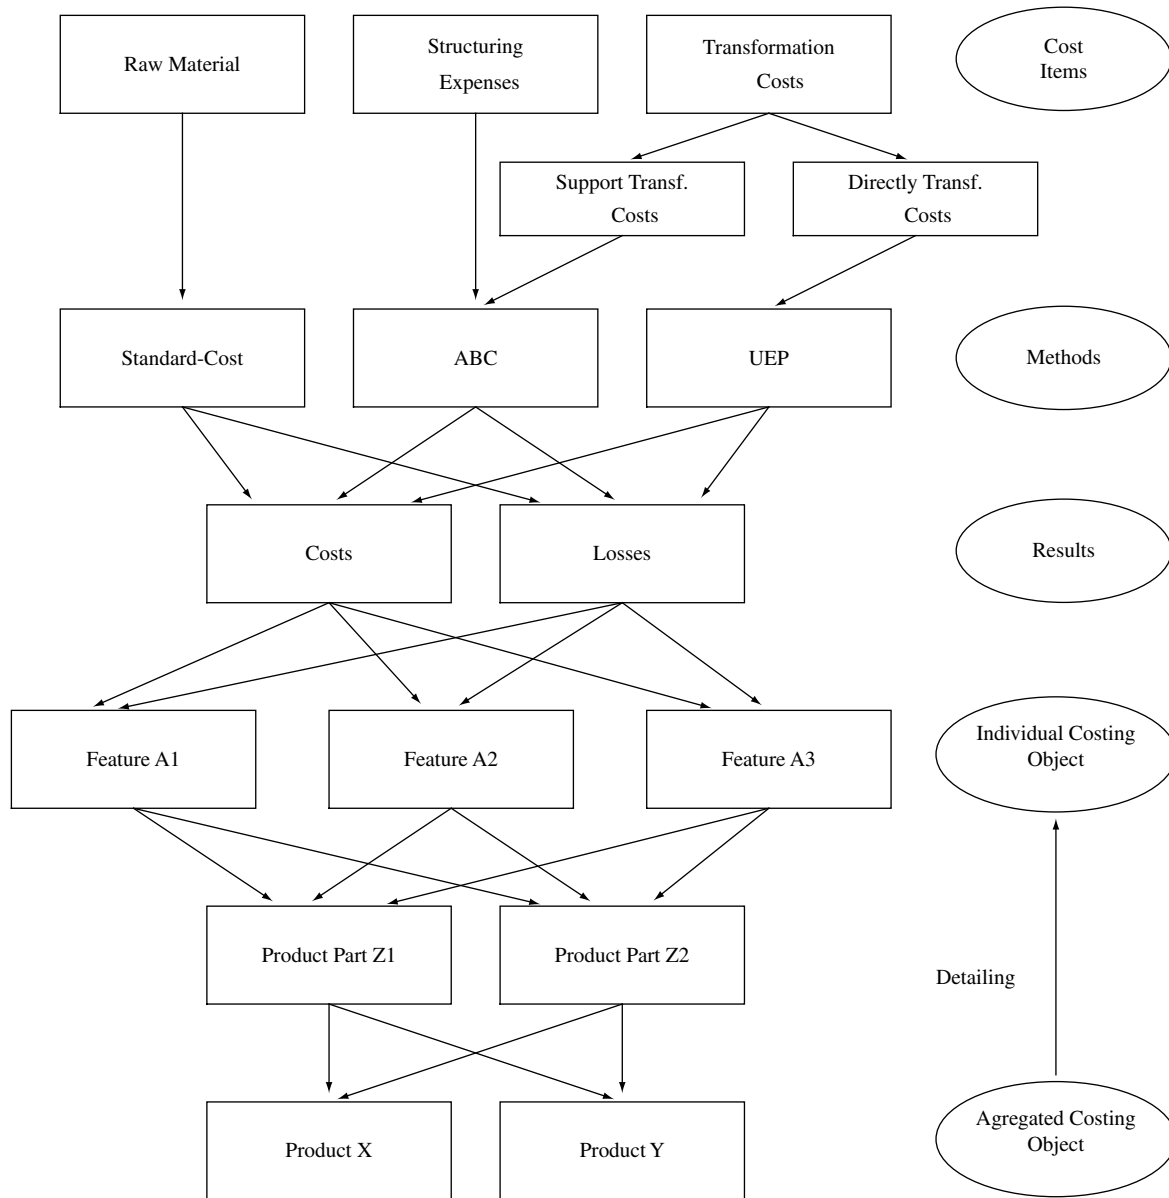 Raw Material
Structuring
Expenses
Transformation
Costs
Cost
Items
Support Transf.
Costs
Directly Transf.
Costs
Standard-Cost
ABC
UEP
Methods
Costs
Losses
Results
Feature A1
Feature A2
Feature A3
Individual Costing
Object
Product Part Z1
Product Part Z2
Detailing
Product X
Product Y
Agregated Costing
Object